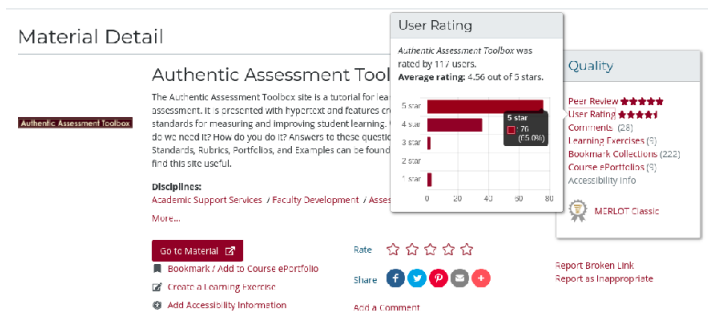 Material Detail
Authentic Assessment Toolbox
Authentic Assessment Tool
The Authentic Assessment Toolbox site is a tutorial for lea
assessment. It is presented with hypertext and features cr
standards for measuring and improving student learning.
do we need it? How do you do it? Answers to these questio
Standards, Rubrics, Portfolios, and Examples can be found
find this site useful.
Disciplines:
Academic Support Services / Faculty Development / Asses
More...
Go to Material
Bookmark / Add to Course ePortfolio
Create a Learning Exercise
Add Accessibility Information
Rate
Share
Add a Comment
User Rating
Authentic Assessment Toolbox was
rated by 117 users.
Average rating: 4.56 out of 5 stars.
5 star
4 star
3 star
2 star
1 star
0 20 40 60 80
5 star
: 76
(65.0%)
Quality
Peer Review
User Rating
Comments (28)
Learning Exercises (5)
Bookmark Collections (222)
Course ePortfolios (9)
Accessibility Info
MERLOT Classic
Report Broken Link
Report as Inappropriate